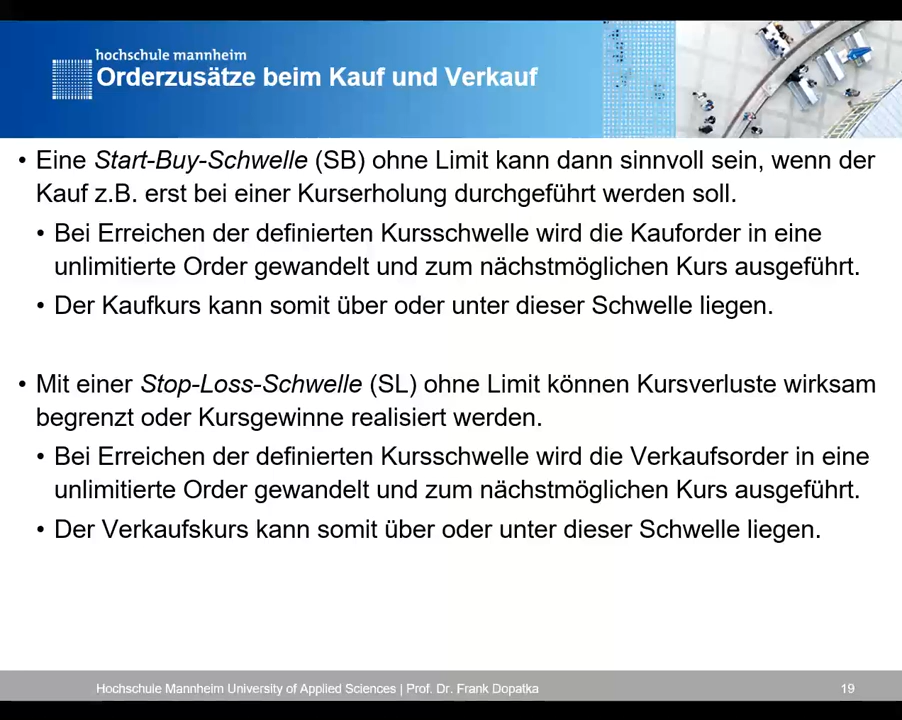 hochschule mannheim
Orderzusätze beim Kauf und Verkauf
• Eine Start-Buy-Schwelle (SB) ohne Limit kann dann sinnvoll sein, wenn der
Kauf z.B. erst bei einer Kurserholung durchgeführt werden soll.
• Bei Erreichen der definierten Kursschwelle wird die Kauforder in eine
unlimitierte Order gewandelt und zum nächstmöglichen Kurs ausgeführt.
• Der Kaufkurs kann somit über oder unter dieser Schwelle liegen.
• Mit einer Stop-Loss-Schwelle (SL) ohne Limit können Kursverluste wirksam
begrenzt oder Kursgewinne realisiert werden.
• Bei Erreichen der definierten Kursschwelle wird die Verkaufsorder in eine
unlimitierte Order gewandelt und zum nächstmöglichen Kurs ausgeführt.
• Der Verkaufskurs kann somit über oder unter dieser Schwelle liegen.
Hochschule Mannheim University of Applied Sciences | Prof. Dr. Frank Dopatka
19